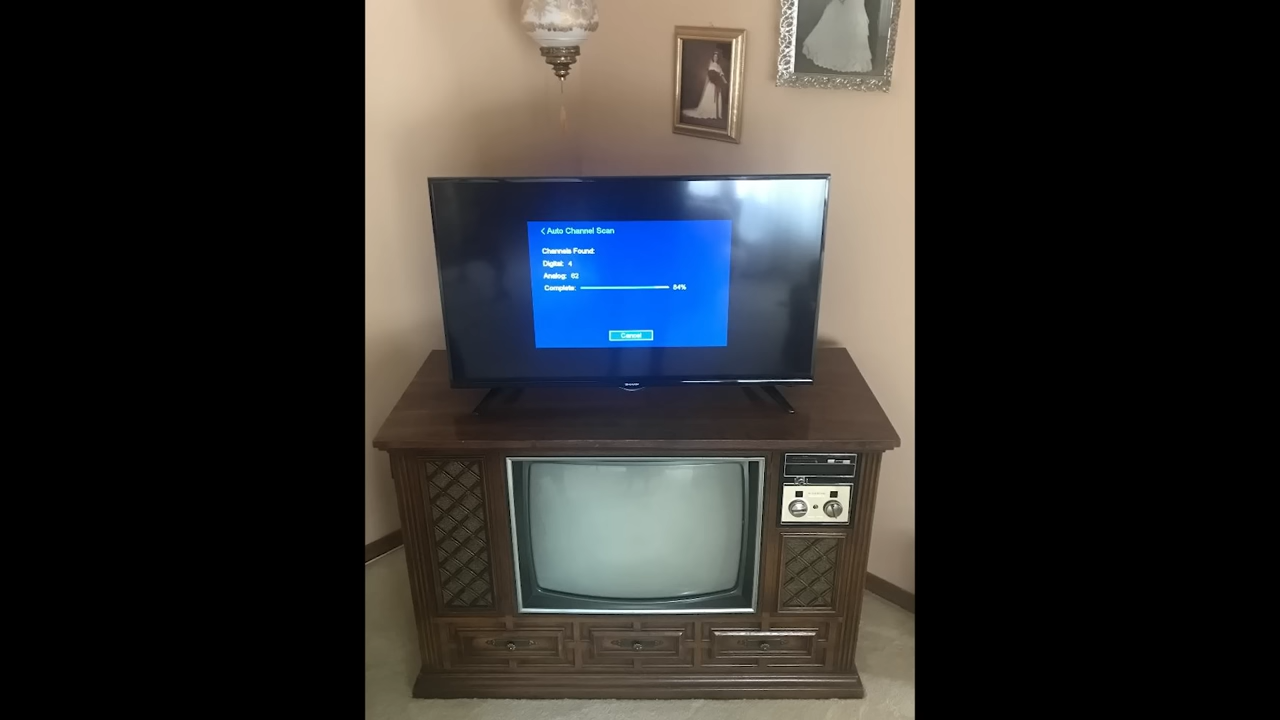 Auto Channel Scan
Channels Found:
Digital: 4
Analog: 62
Complete: 84%
Cancel